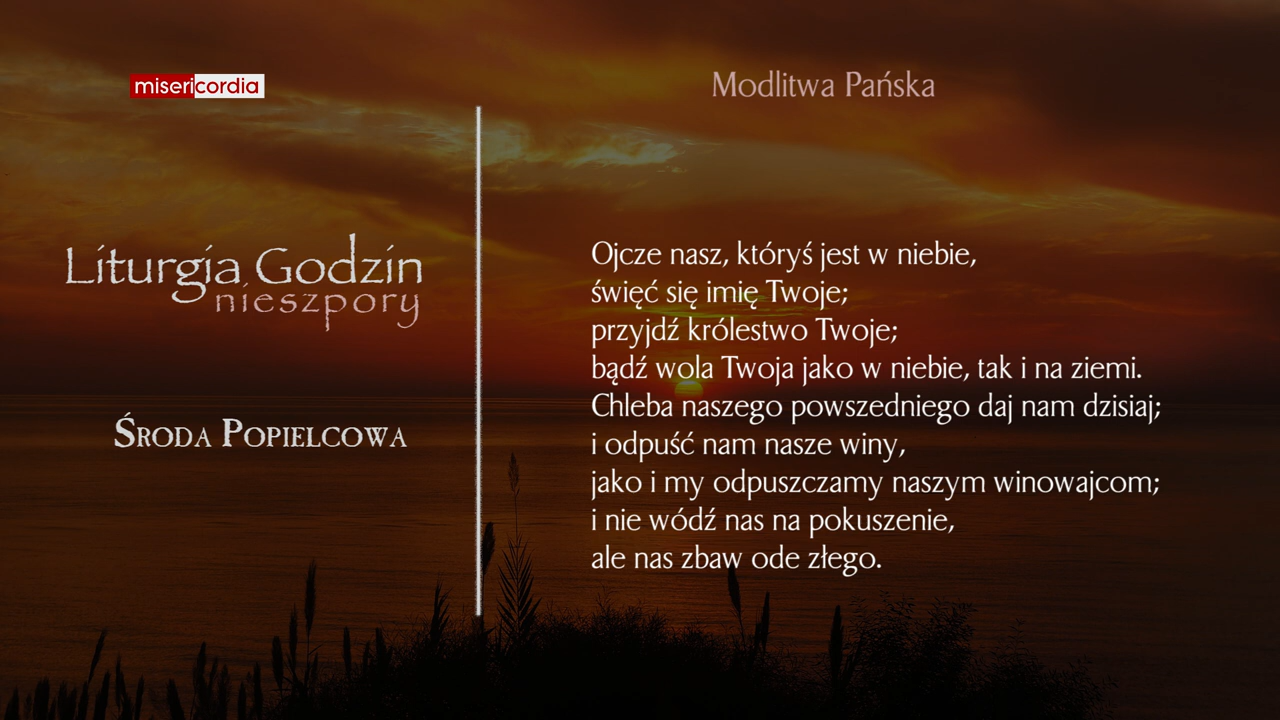 misericordia
Liturgia Godzin
nieszpory
Środa Popielcowa
Modlitwa Pańska
Ojcze nasz, któryś jest w niebie,
święć się imię Twoje;
przyjdź królestwo Twoje;
bądź wola Twoja jako w niebie, tak i na ziemi.
Chleba naszego powszedniego daj nam dzisiaj;
i odpuść nam nasze winy,
jako i my odpuszczamy naszym winowajcom;
i nie wódź nas na pokuszenie,
ale nas zbaw ode złego.